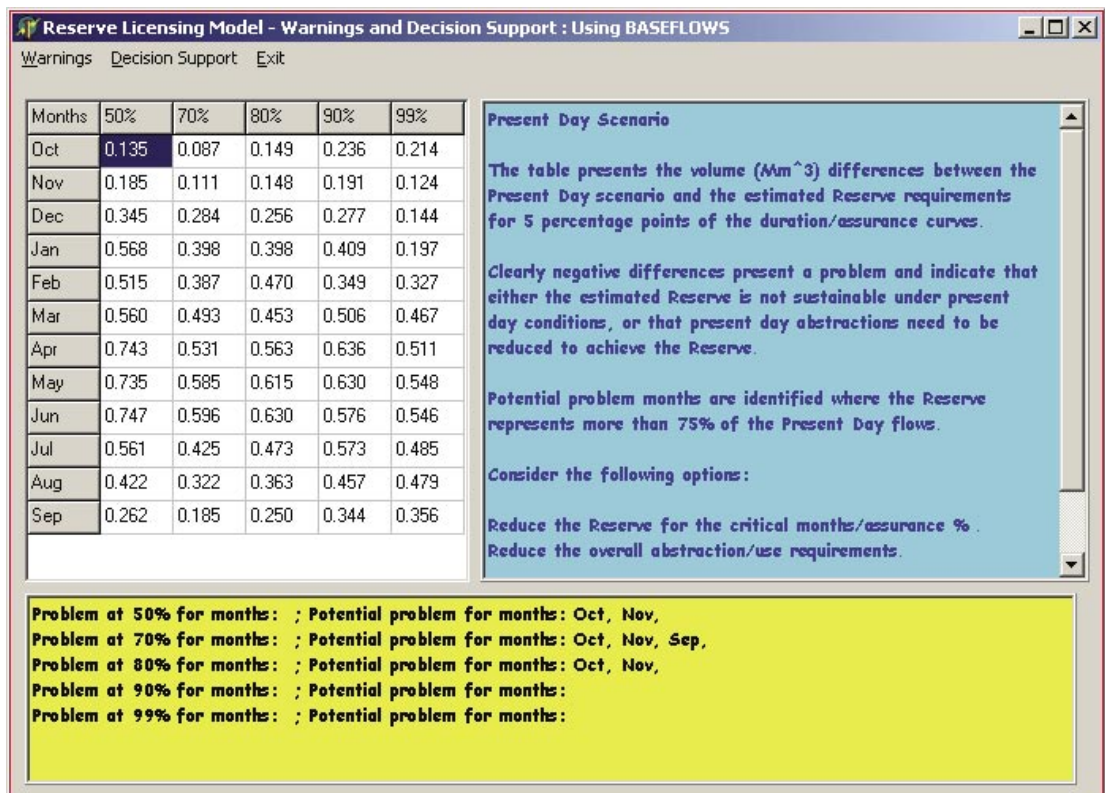 Reserve Licensing Model - Warnings and Decision Support : Using BASEFLOWS
Warnings Decision Support Exit
Months 50% 70% 80% 90% 99%
Oct 0.135 0.087 0.149 0.236 0.214
Nov 0.185 0.111 0.148 0.191 0.124
Dec 0.345 0.284 0.256 0.277 0.144
Jan 0.568 0.398 0.398 0.409 0.197
Feb 0.515 0.387 0.470 0.349 0.327
Mar 0.560 0.493 0.453 0.506 0.467
Apr 0.743 0.531 0.563 0.636 0.511
May 0.735 0.585 0.615 0.630 0.548
Jun 0.747 0.596 0.630 0.576 0.546
Jul 0.561 0.425 0.473 0.573 0.485
Aug 0.422 0.322 0.363 0.457 0.479
Sep 0.262 0.185 0.250 0.344 0.356
Present Day Scenario
The table presents the volume (Mm^3) differences between the
Present Day scenario and the estimated Reserve requirements
for 5 percentage points of the duration/assurance curves.
Clearly negative differences present a problem and indicate that
either the estimated Reserve is not sustainable under present
day conditions, or that present day abstractions need to be
reduced to achieve the Reserve.
Potential problem months are identified where the Reserve
represents more than 75% of the Present Day flows.
Consider the following options:
Reduce the Reserve for the critical months/assurance % .
Reduce the overall abstraction/use requirements.
Problem at 50% for months: ; Potential problem for months: Oct, Nov,
Problem at 70% for months: ; Potential problem for months: Oct, Nov, Sep,
Problem at 80% for months: ; Potential problem for months: Oct, Nov,
Problem at 90% for months: ; Potential problem for months:
Problem at 99% for months: ; Potential problem for months: